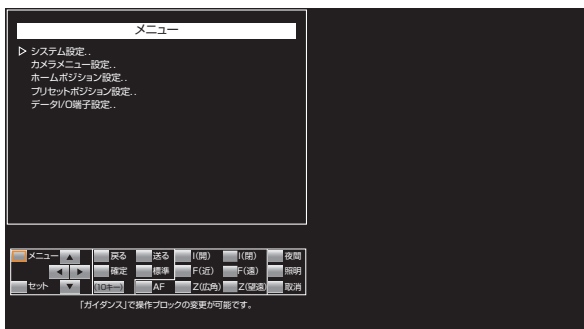 メニュー
システム設定..
カメラメニュー設定..
ホームポジション設定..
プリセットポジション設定..
データI/O端子設定..
メニュー ▲ 戻る 送る I(開) I(閉) 夜間
◀ ▶ 確定 標準 F(近) F(遠) 照明
セット ▼ (10キー) AF Z(広角) Z(望遠) 取消
「ガイダンス」で操作ブロックの変更が可能です。